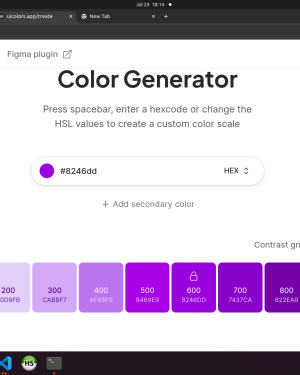 Jul 24 18:14
uicolors.app/create × New Tab × +
Figma plugin
Color Generator
Press spacebar, enter a hexcode or change the
HSL values to create a custom color scale
#8246dd HEX
+ Add secondary color
Contrast gri
200 300 400 500 600 700 800
0D9FB CABBF7 AF95F0 9469E9 8246DD 7437CA 622EA9
HS